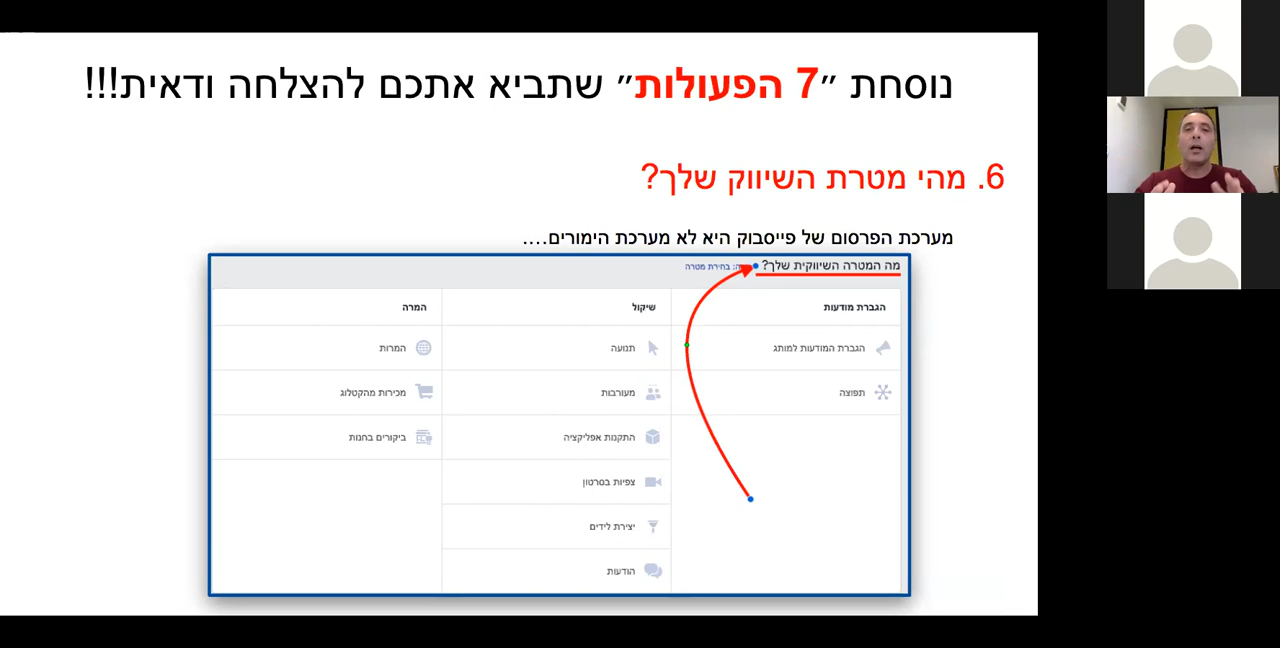 נוסחת ״7 הפעולות״ שתביא אתכם להצלחה ודאית!!!
6. מהי מטרת השיווק שלך?
מערכת הפרסום של פייסבוק היא לא מערכת הימורים....
מה המטרה השיווקית שלך? בחירת מטרה
הגברת מודעות
שיקול
המרה
הגברת המודעות למותג
תנועה
המרות
תפוצה
מעורבות
מכירות מהקטלוג
התקנות אפליקציה
ביקורים בחנות
צפיות בסרטון
יצירת לידים
הודעות